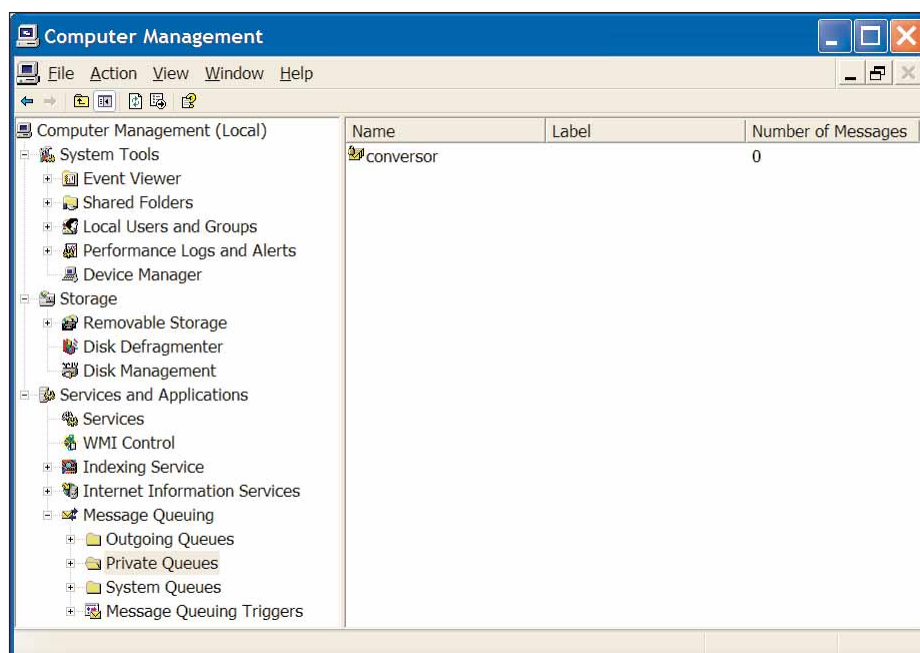 Computer Management
File Action View Window Help
Computer Management (Local)
System Tools
Event Viewer
Shared Folders
Local Users and Groups
Performance Logs and Alerts
Device Manager
Storage
Removable Storage
Disk Defragmenter
Disk Management
Services and Applications
Services
WMI Control
Indexing Service
Internet Information Services
Message Queuing
Outgoing Queues
Private Queues
System Queues
Message Queuing Triggers
Name Label Number of Messages
conversor 0